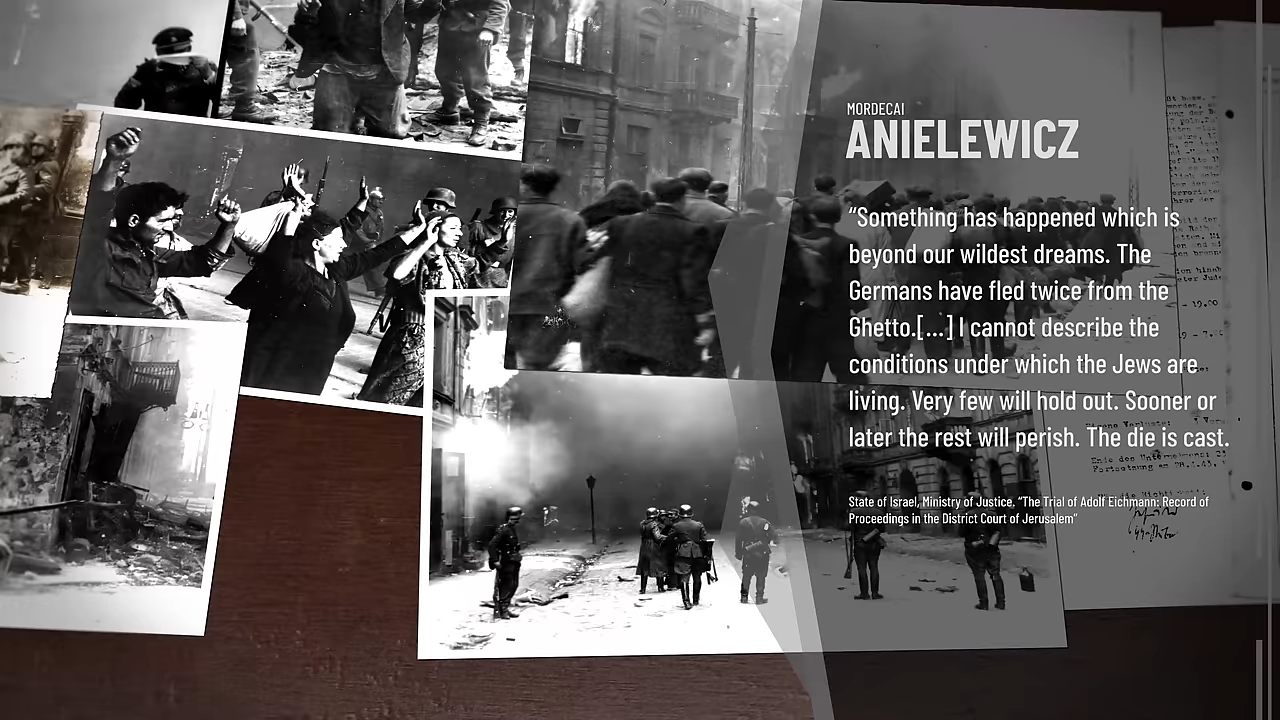 MORDECAI
ANIELEWICZ
“Something has happened which is
beyond our wildest dreams. The
Germans have fled twice from the
Ghetto.[...] I cannot describe the
conditions under which the Jews are
living. Very few will hold out. Sooner or
later the rest will perish. The die is cast.
State of Israel, Ministry of Justice. “The Trial of Adolf Eichmann: Record of
Proceedings in the District Court of Jerusalem”